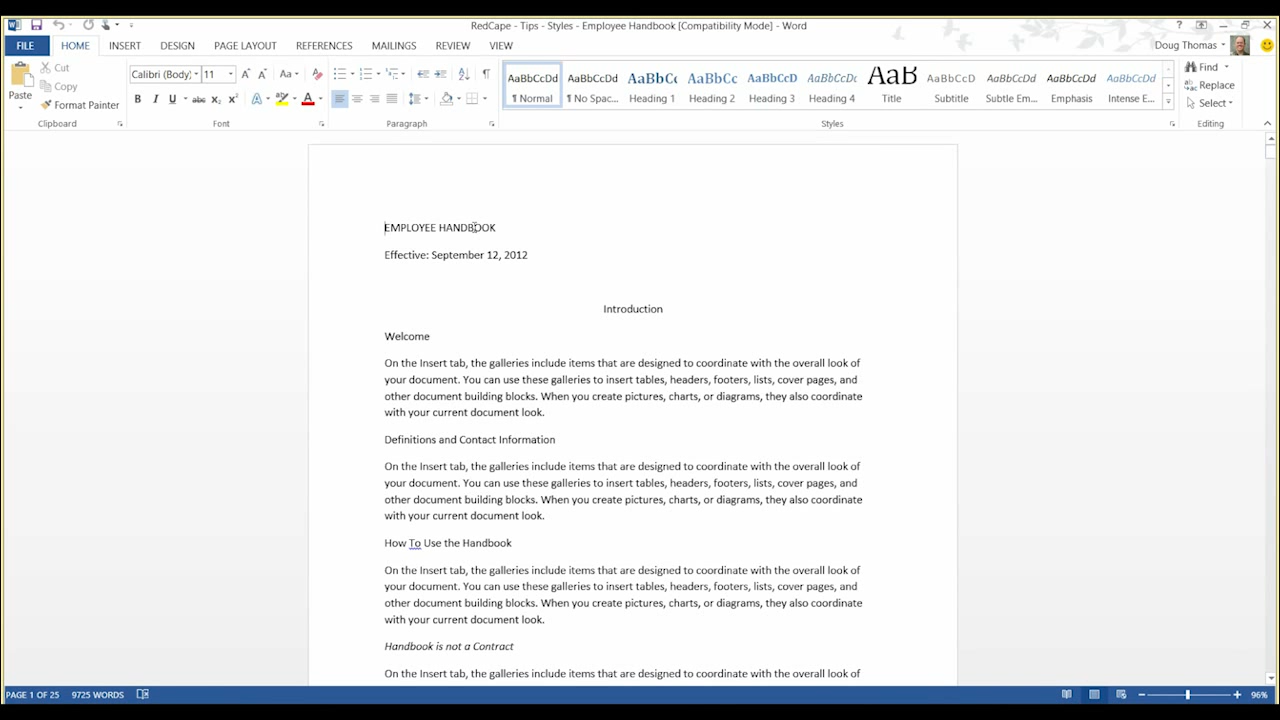 RedCape - Tips - Styles - Employee Handbook [Compatibility Mode] - Word
FILE HOME INSERT DESIGN PAGE LAYOUT REFERENCES MAILINGS REVIEW VIEW Doug Thomas
Paste
Cut
Copy
Format Painter
Calibri (Body) 11
Aa
B I U abc x₂ x² A A
AaBbCcDd AaBbCcDd AaBbCc AaBbCc AaBbCcD AaBbCcDc AaB AaBbCcD AaBbCcDd AaBbCcDd AaBbCcDd
¶ Normal ¶ No Spac... Heading 1 Heading 2 Heading 3 Heading 4 Title Subtitle Subtle Em... Emphasis Intense E...
Find
Replace
Select
Clipboard Font Paragraph Styles Editing
EMPLOYEE HANDBOOK
Effective: September 12, 2012
Introduction
Welcome
On the Insert tab, the galleries include items that are designed to coordinate with the overall look of
your document. You can use these galleries to insert tables, headers, footers, lists, cover pages, and
other document building blocks. When you create pictures, charts, or diagrams, they also coordinate
with your current document look.
Definitions and Contact Information
On the Insert tab, the galleries include items that are designed to coordinate with the overall look of
your document. You can use these galleries to insert tables, headers, footers, lists, cover pages, and
other document building blocks. When you create pictures, charts, or diagrams, they also coordinate
with your current document look.
How To Use the Handbook
On the Insert tab, the galleries include items that are designed to coordinate with the overall look of
your document. You can use these galleries to insert tables, headers, footers, lists, cover pages, and
other document building blocks. When you create pictures, charts, or diagrams, they also coordinate
with your current document look.
Handbook is not a Contract
On the Insert tab, the galleries include items that are designed to coordinate with the overall look of
PAGE 1 OF 25 9725 WORDS 96%